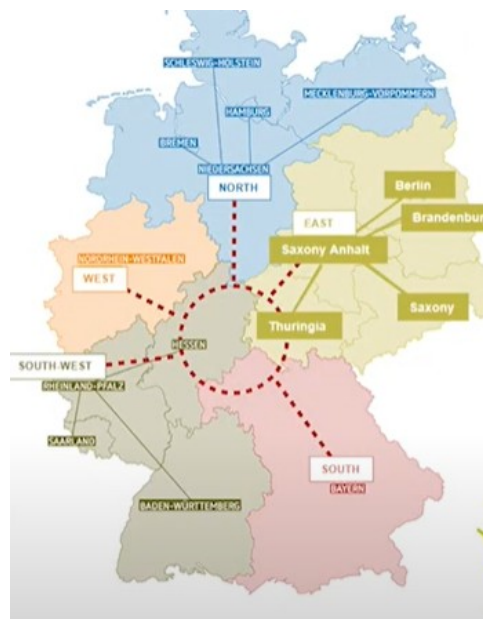 SCHLESWIG-HOLSTEIN
MECKLENBURG-VORPOMMERN
HAMBURG
BREMEN
NIEDERSACHSEN
NORTH
Berlin
Brandenbur
EAST
Saxony Anhalt
NORDRHEIN-WESTFALEN
WEST
Saxony
Thuringia
HESSEN
SOUTH-WEST
RHEINLAND-PFALZ
SAARLAND
SOUTH
BAYERN
BADEN-WÜRTTEMBERG